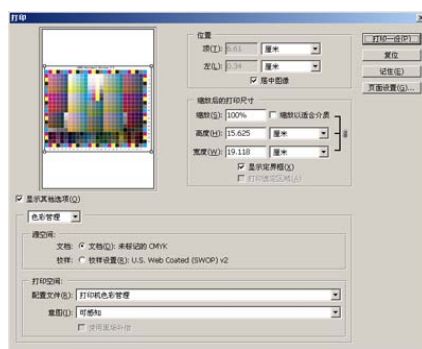 打印
位置
顶(T): 6.61 厘米
左(L): 0.34 厘米
居中图像
缩放后的打印尺寸
缩放(S): 100% 缩放以适合介质
高度(H): 15.625 厘米
宽度(W): 19.118 厘米
显示定界框(X)
打印选定区域(A)
打印一份(P)
复位
记住(E)
页面设置(G)...
显示其他选项(O)
色彩管理
源空间:
文档: 文档(D): 未标记的 CMYK
校样: 校样设置(R): U.S. Web Coated (SWOP) v2
打印空间:
配置文件(R): 打印机色彩管理
意图(I): 可感知
使用黑场补偿